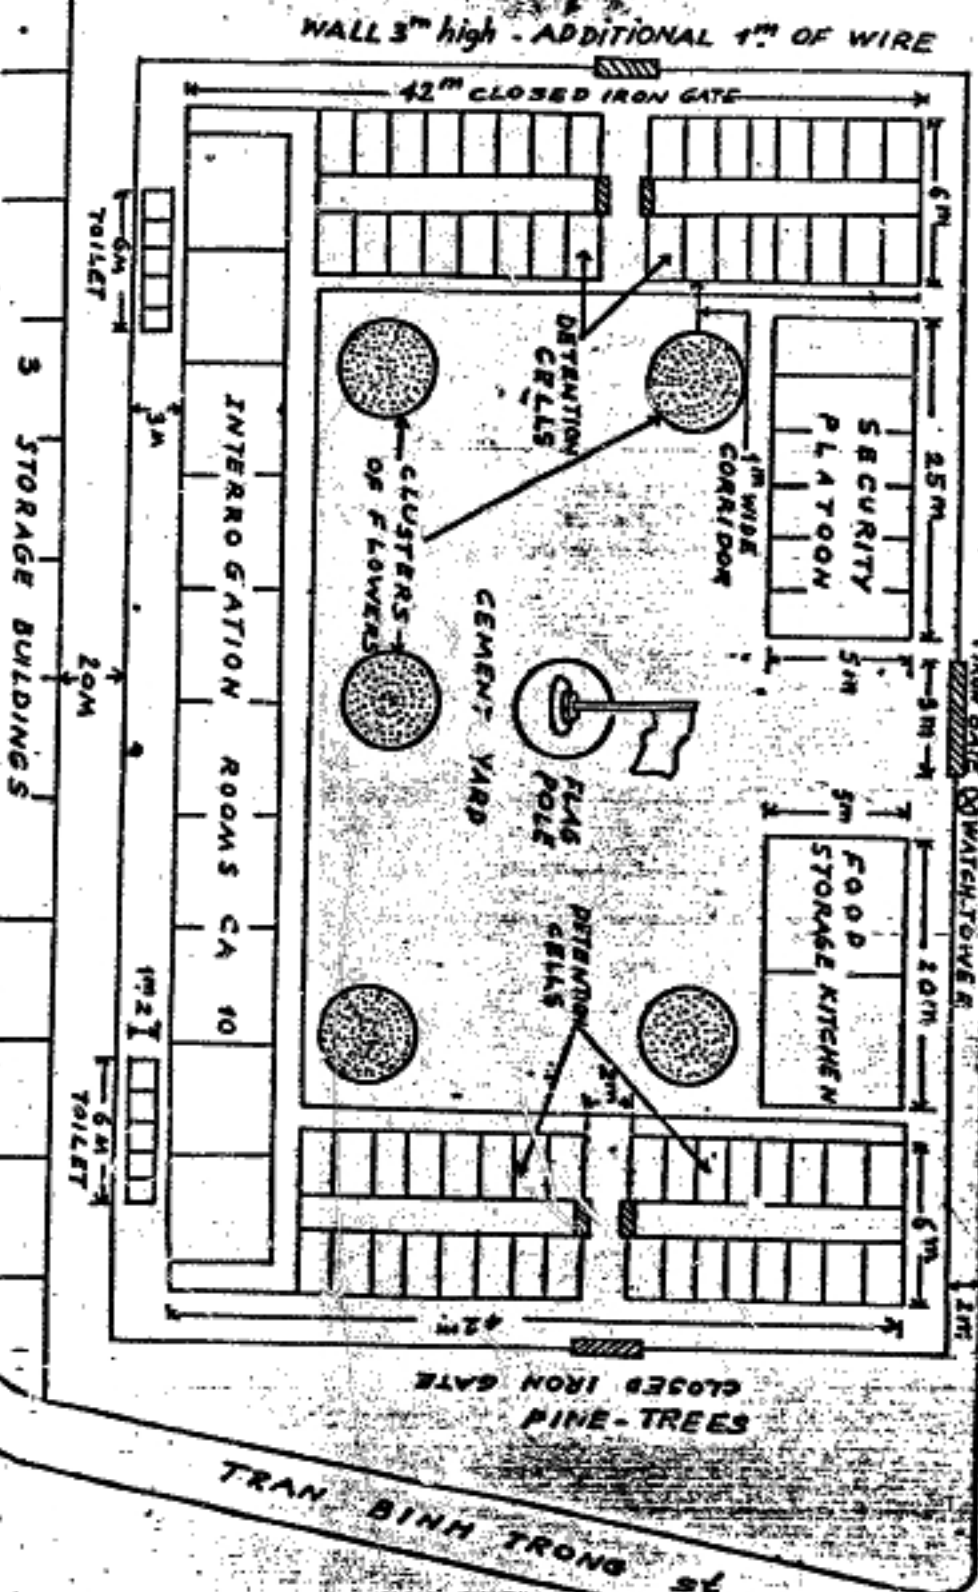 WALL 3m high - ADDITIONAL 1m. OF WIRE
42m CLOSED IRON GATE
6m
TOILET
6M
3M
3 STORAGE BUILDINGS
20M
INTERROGATION ROOMS CA 10
DETENTION
CELLS
CLUSTERS
OF FLOWERS
1m WIDE
CORRIDOR
SECURITY
PLATOON
25m
5m
3m
WATCH-TOWER
CEMENT YARD
FLAG
POLE
5m
FOOD
STORAGE KITCHEN
20m
DETENTION
CELLS
2m
1m,2
6M
TOILET
6m
2m
42m
CLOSED IRON GATE
PINE-TREES
TRAN BINH TRONG